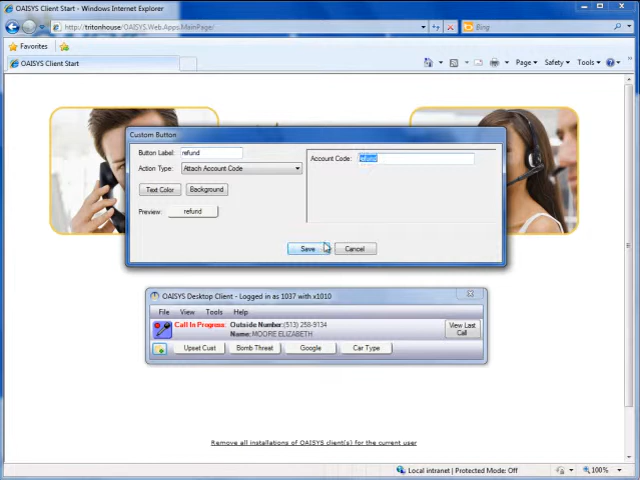 OAISYS Client Start - Windows Internet Explorer
http://tritonhouse/OAISYS.Web.Apps.MainPage/
Bing
Favorites
OAISYS Client Start
Page
Safety
Tools
Custom Button
Button Label: refund
Account Code: refund
Action Type: Attach Account Code
Text Color
Background
Preview: refund
Save
Cancel
OAISYS Desktop Client - Logged in as 1037 with x1010
File View Tools Help
Call In Progress: Outside Number: (513) 258-9134
Name: MOORE ELIZABETH
View Last
Call
Upset Cust
Bomb Threat
Google
Car Type
Remove all installations of OAISYS client(s) for the current user
Local intranet | Protected Mode: Off
100%